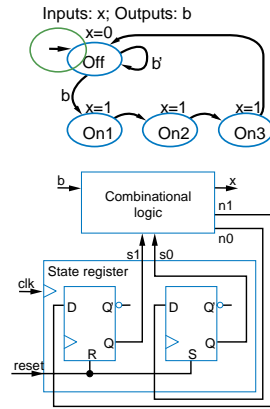 Inputs: x; Outputs: b
x=0
Off
b'
b
x=1 x=1 x=1
On1 On2 On3
b
Combinational
logic
x
n1
n0
s1 s0
State register
clk
D Q' D Q'
Q Q
R S
reset